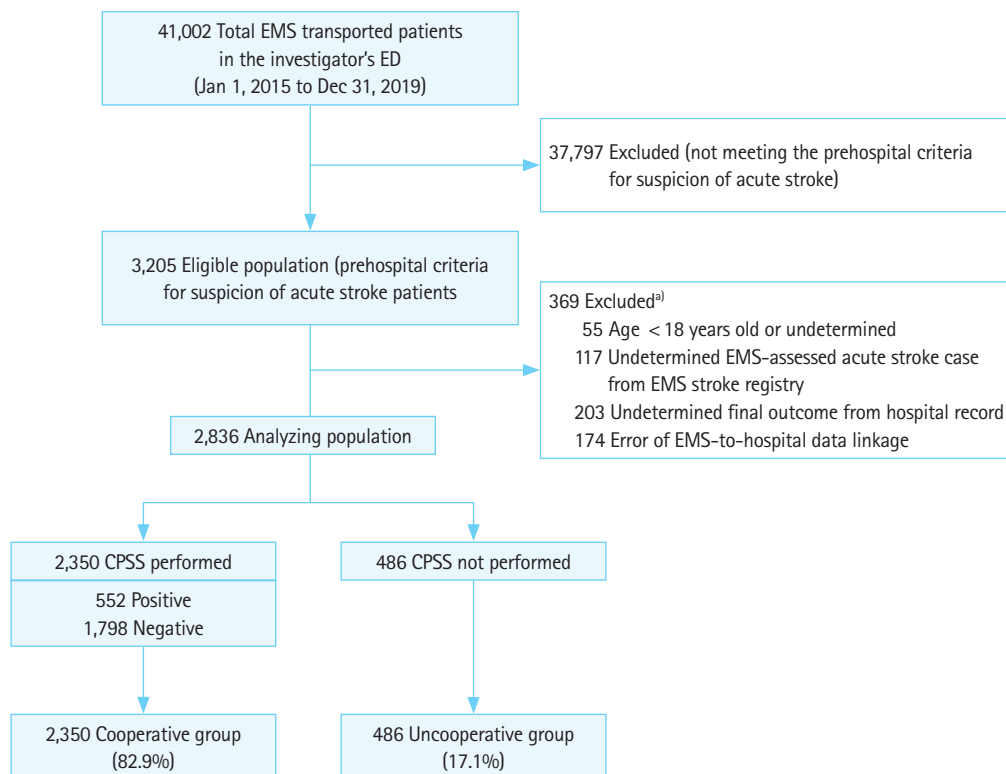 41,002 Total EMS transported patients
in the investigator's ED
(Jan 1, 2015 to Dec 31, 2019)
37,797 Excluded (not meeting the prehospital criteria
for suspicion of acute stroke)
3,205 Eligible population (prehospital criteria
for suspicion of acute stroke patients
369 Excluded a)
55 Age < 18 years old or undetermined
117 Undetermined EMS-assessed acute stroke case
from EMS stroke registry
203 Undetermined final outcome from hospital record
174 Error of EMS-to-hospital data linkage
2,836 Analyzing population
2,350 CPSS performed
552 Positive
1,798 Negative
486 CPSS not performed
2,350 Cooperative group
(82.9%)
486 Uncooperative group
(17.1%)